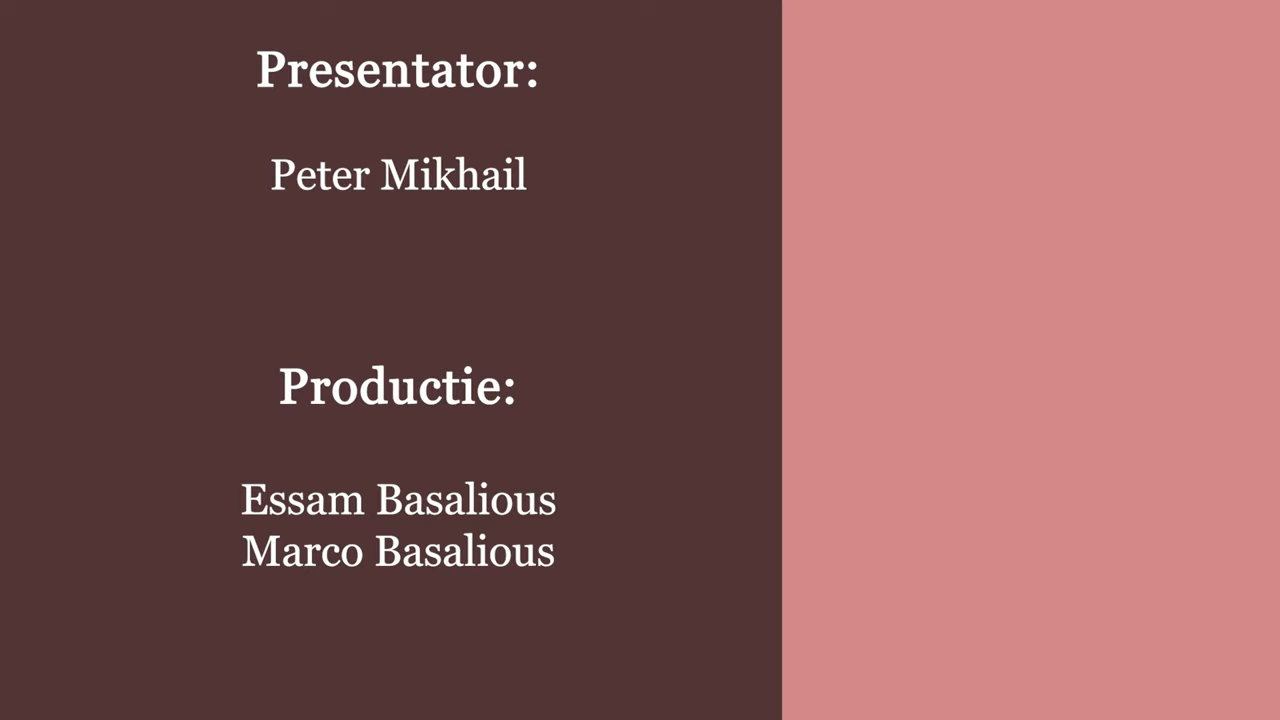 Presentator:
Peter Mikhail
Productie:
Essam Basalious
Marco Basalious